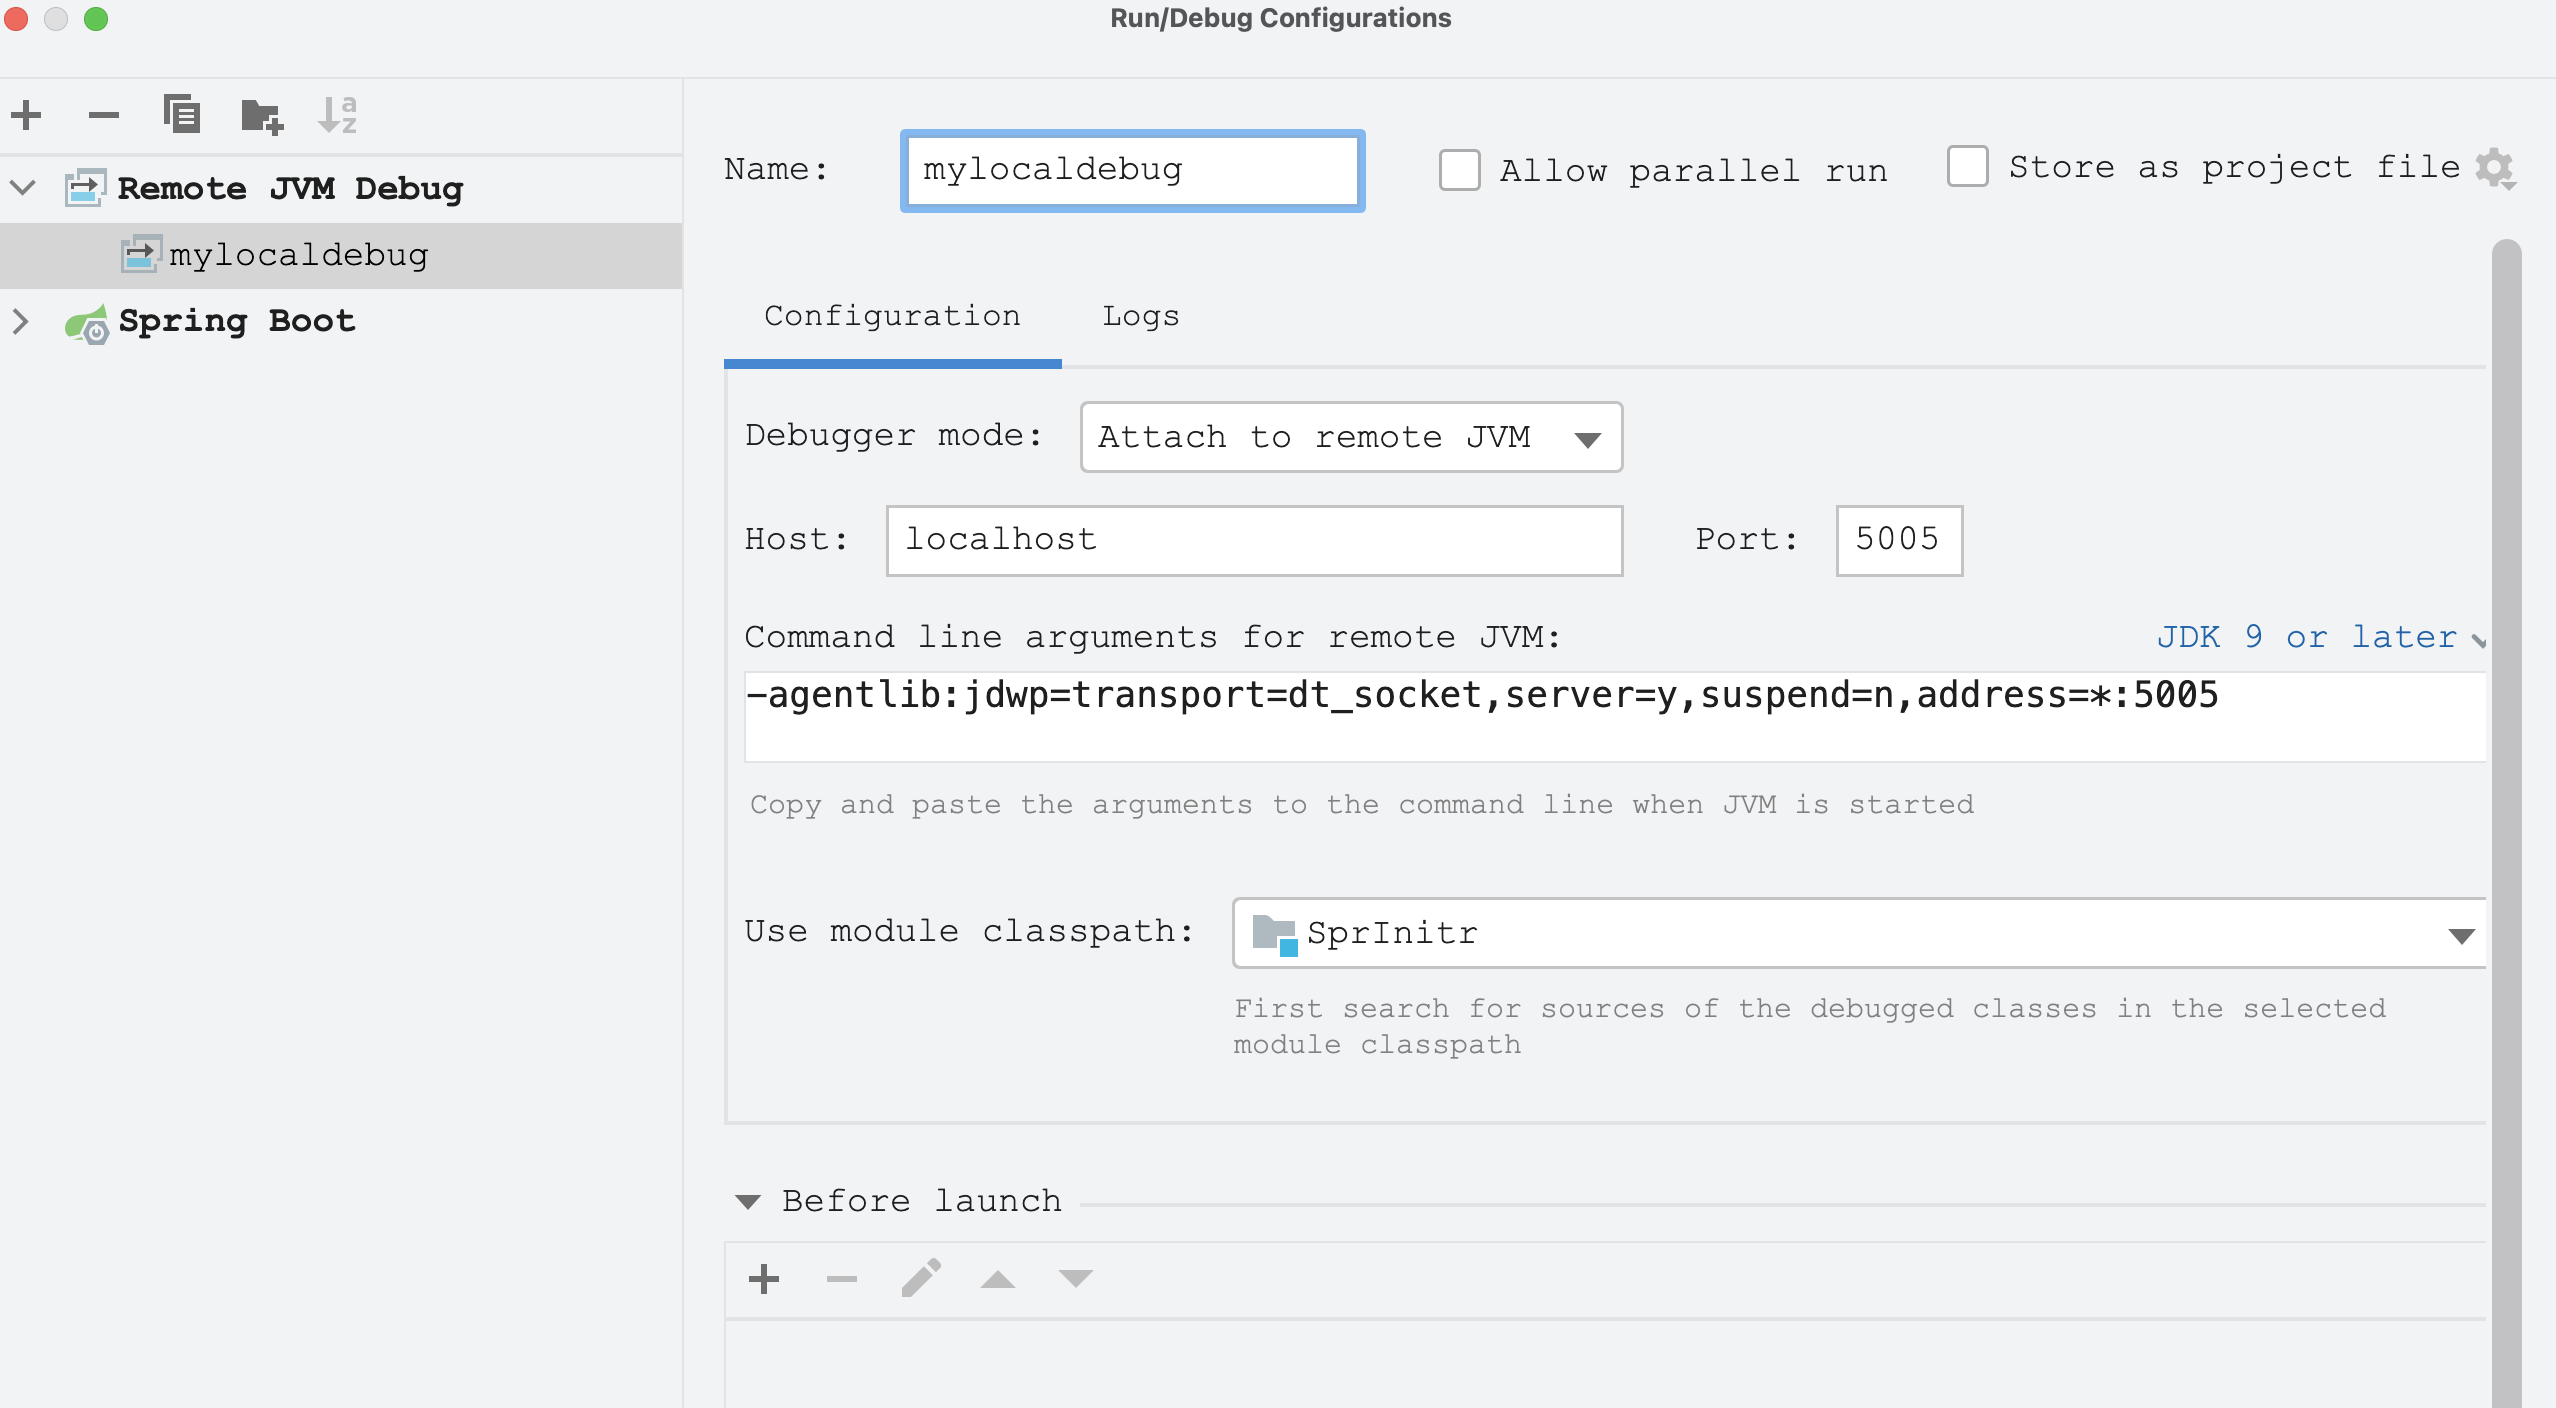 Run/Debug Configurations
Remote JVM Debug
mylocaldebug
Spring Boot
Name: mylocaldebug Allow parallel run Store as project file
Configuration Logs
Debugger mode: Attach to remote JVM
Host: localhost Port: 5005
Command line arguments for remote JVM: JDK 9 or later
-agentlib:jdwp=transport=dt_socket,server=y,suspend=n,address=*:5005
Copy and paste the arguments to the command line when JVM is started
Use module classpath: SprInitr
First search for sources of the debugged classes in the selected
module classpath
Before launch